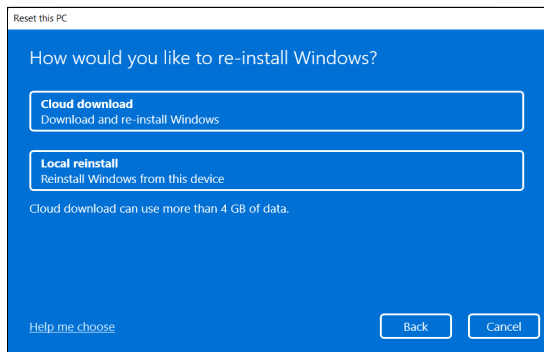 Reset this PC
How would you like to re-install Windows?
Cloud download
Download and re-install Windows
Local reinstall
Reinstall Windows from this device
Cloud download can use more than 4 GB of data.
Help me choose
Back
Cancel